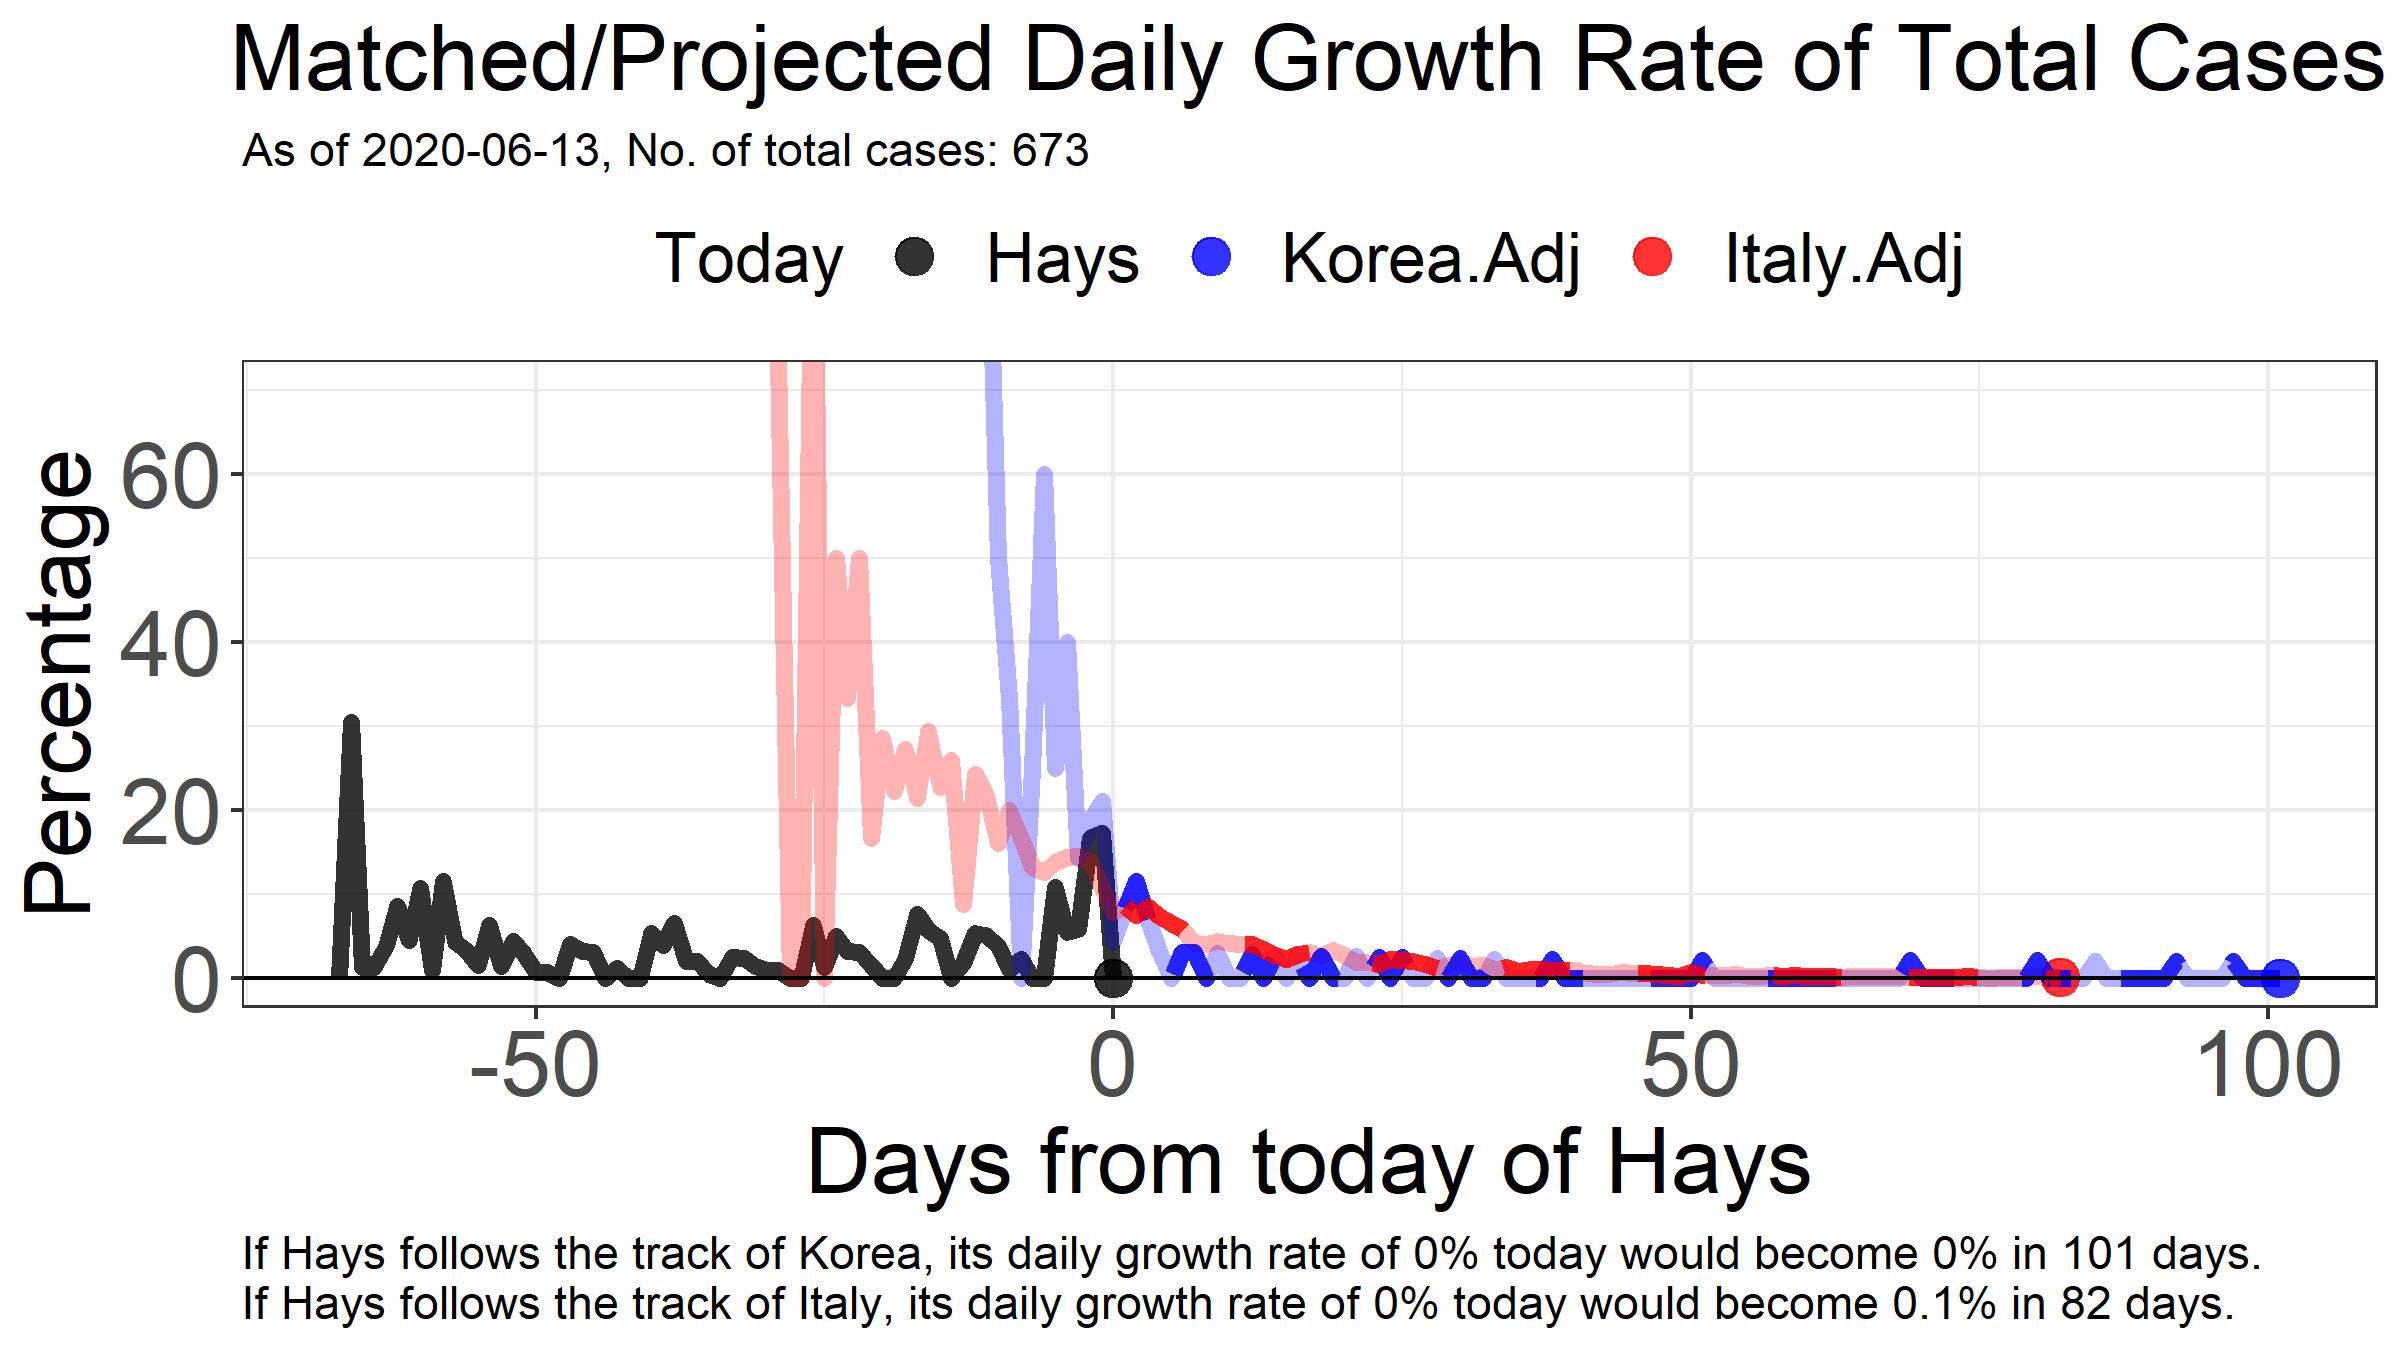 Matched/Projected Daily Growth Rate of Total Cases
As of 2020-06-13, No. of total cases: 673
Today Hays Korea.Adj Italy.Adj
Percentage
60
40
20
0
-50 0 50 100
Days from today of Hays
If Hays follows the track of Korea, its daily growth rate of 0% today would become 0% in 101 days.
If Hays follows the track of Italy, its daily growth rate of 0% today would become 0.1% in 82 days.